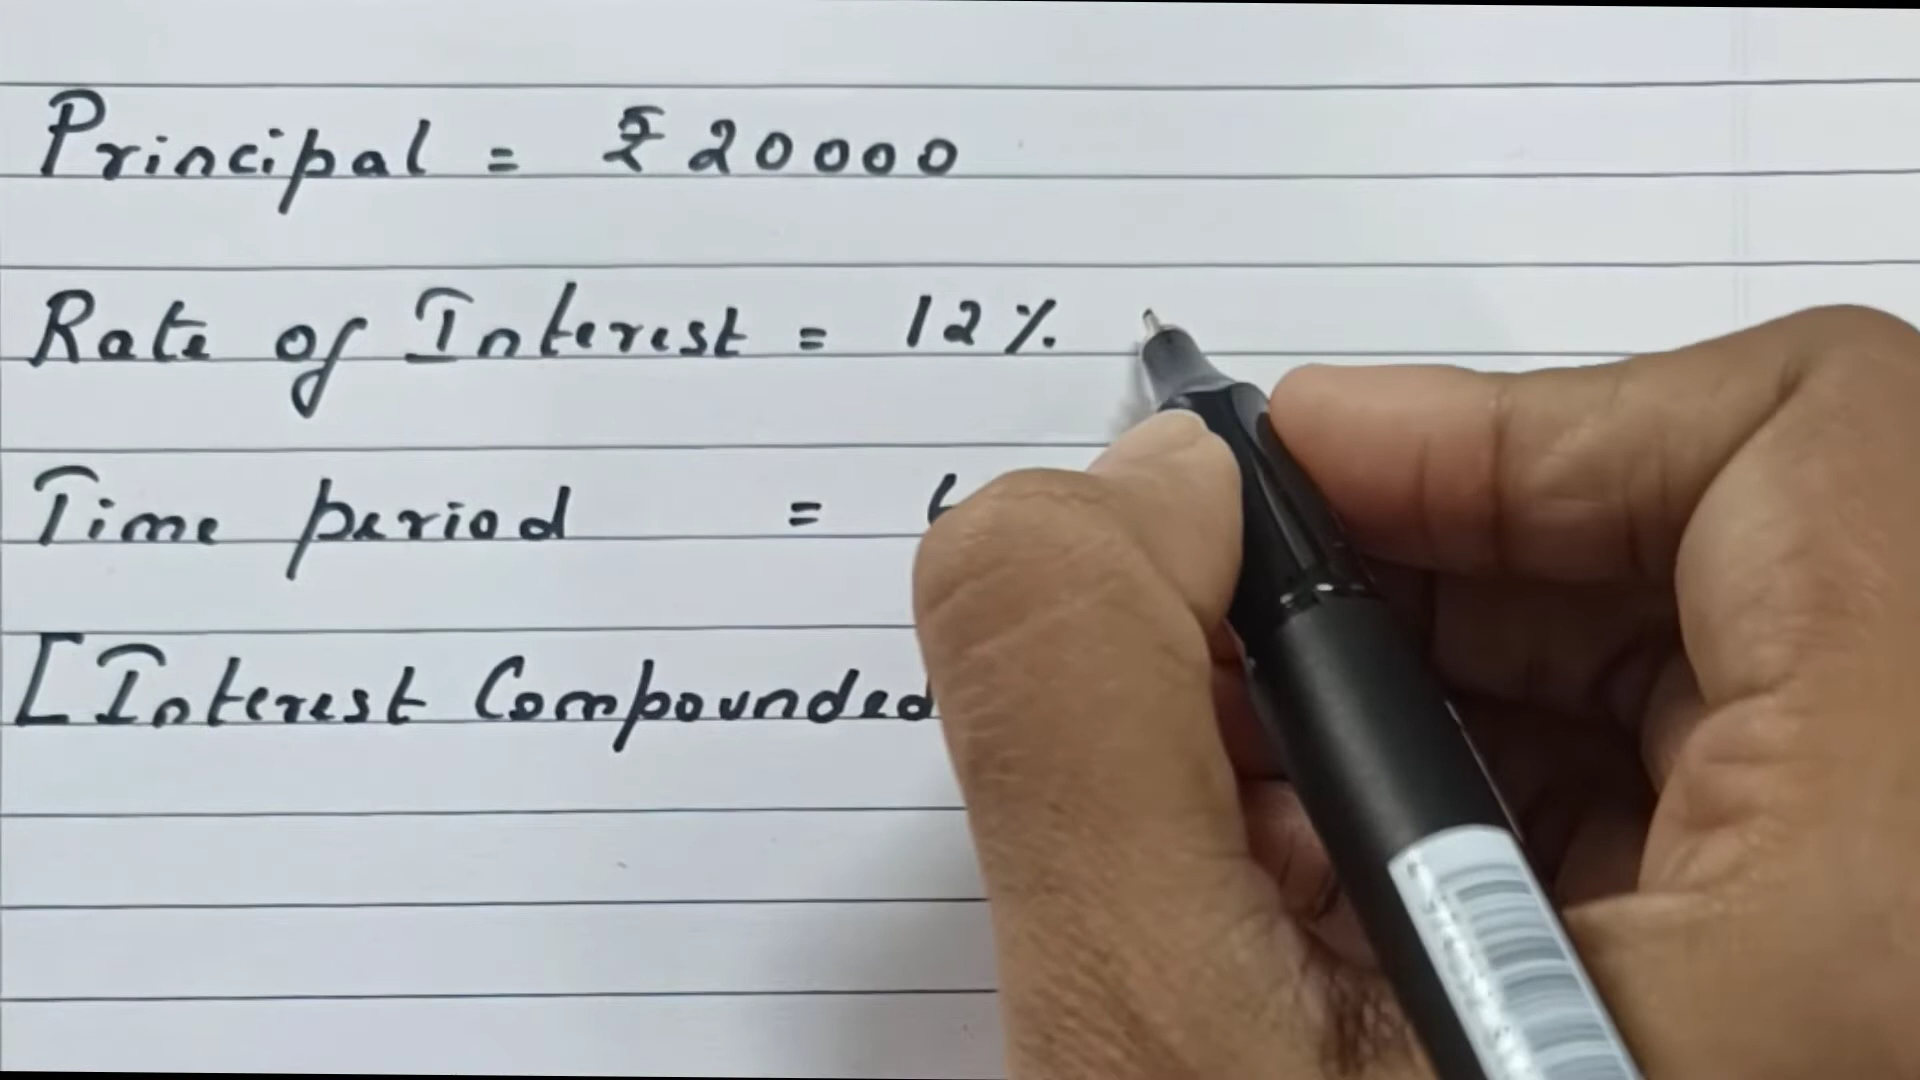 Principal = ₹ 20000
Rate of Interest = 12%
Time period =
[Interest Compounded